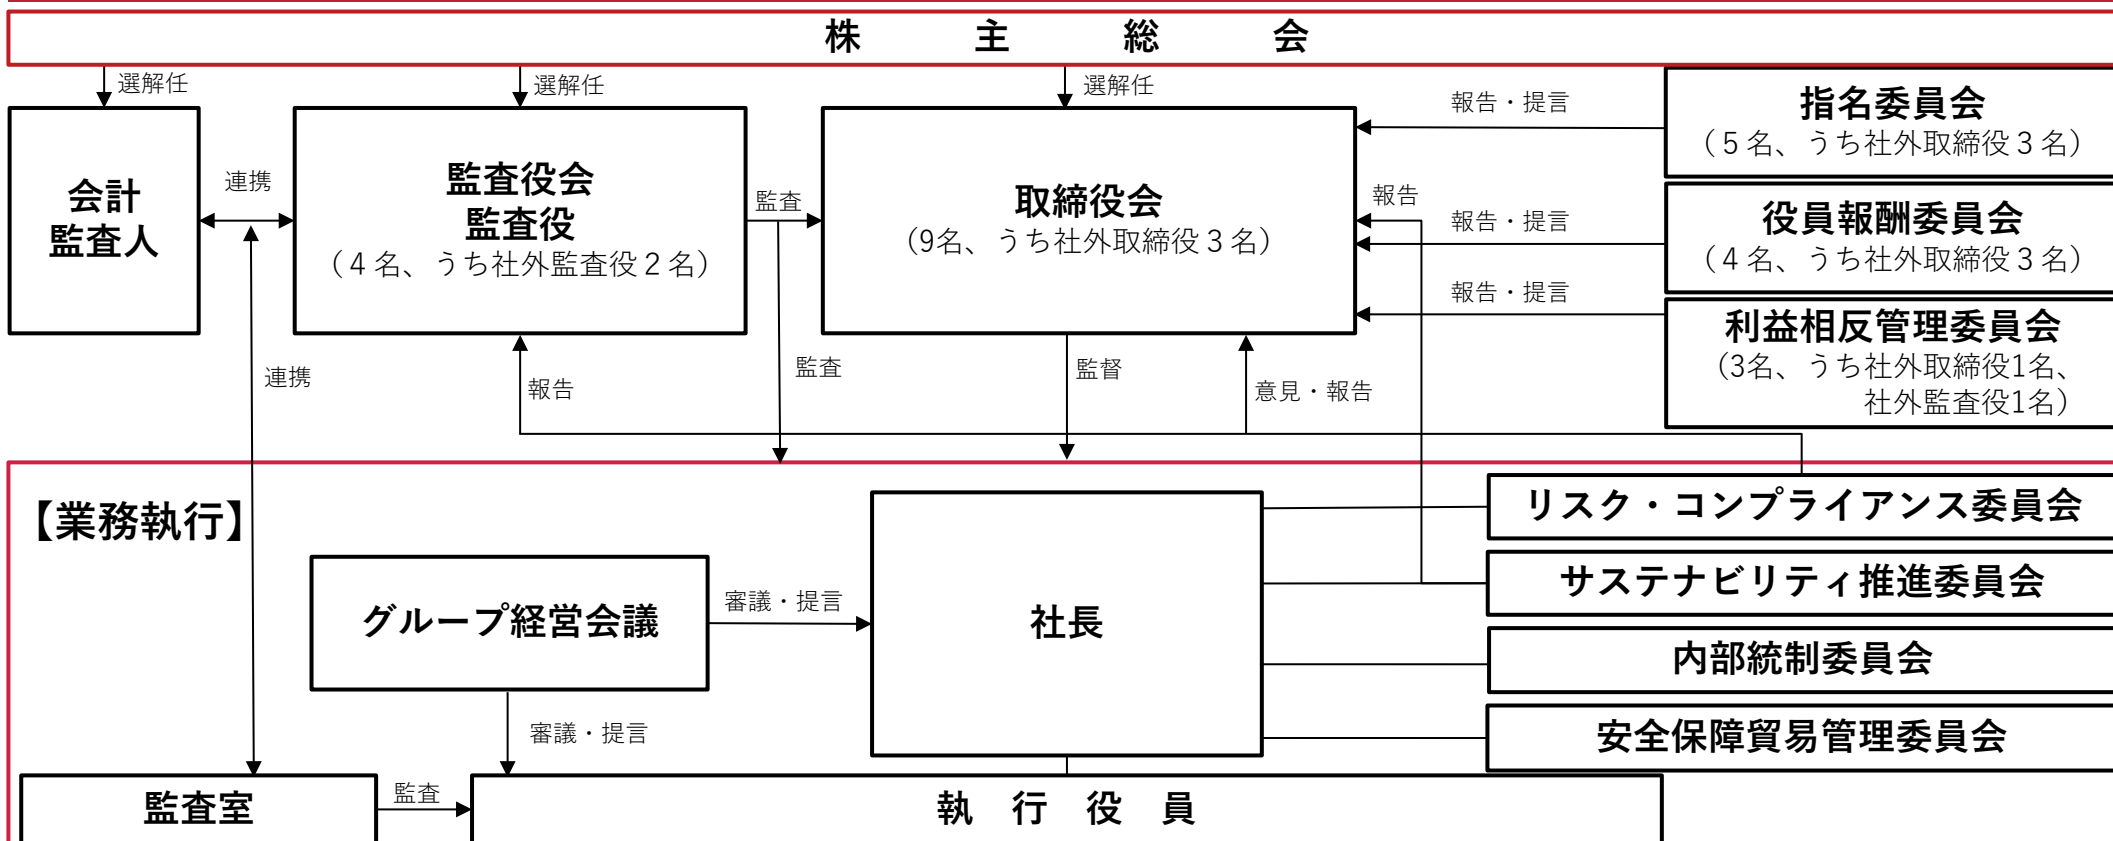 株主総会
選解任
選解任
選解任
会計
監査人
連携
監査役会
監査役
（４名、うち社外監査役２名）
監査
取締役会
（9名、うち社外取締役３名）
報告・提言
指名委員会
（５名、うち社外取締役３名）
報告
報告・提言
役員報酬委員会
（４名、うち社外取締役３名）
報告・提言
利益相反管理委員会
（3名、うち社外取締役1名、
社外監査役1名）
連携
報告
監査
監督
意見・報告
【業務執行】
グループ経営会議
審議・提言
社長
リスク・コンプライアンス委員会
サステナビリティ推進委員会
内部統制委員会
安全保障貿易管理委員会
審議・提言
監査室
監査
執行役員